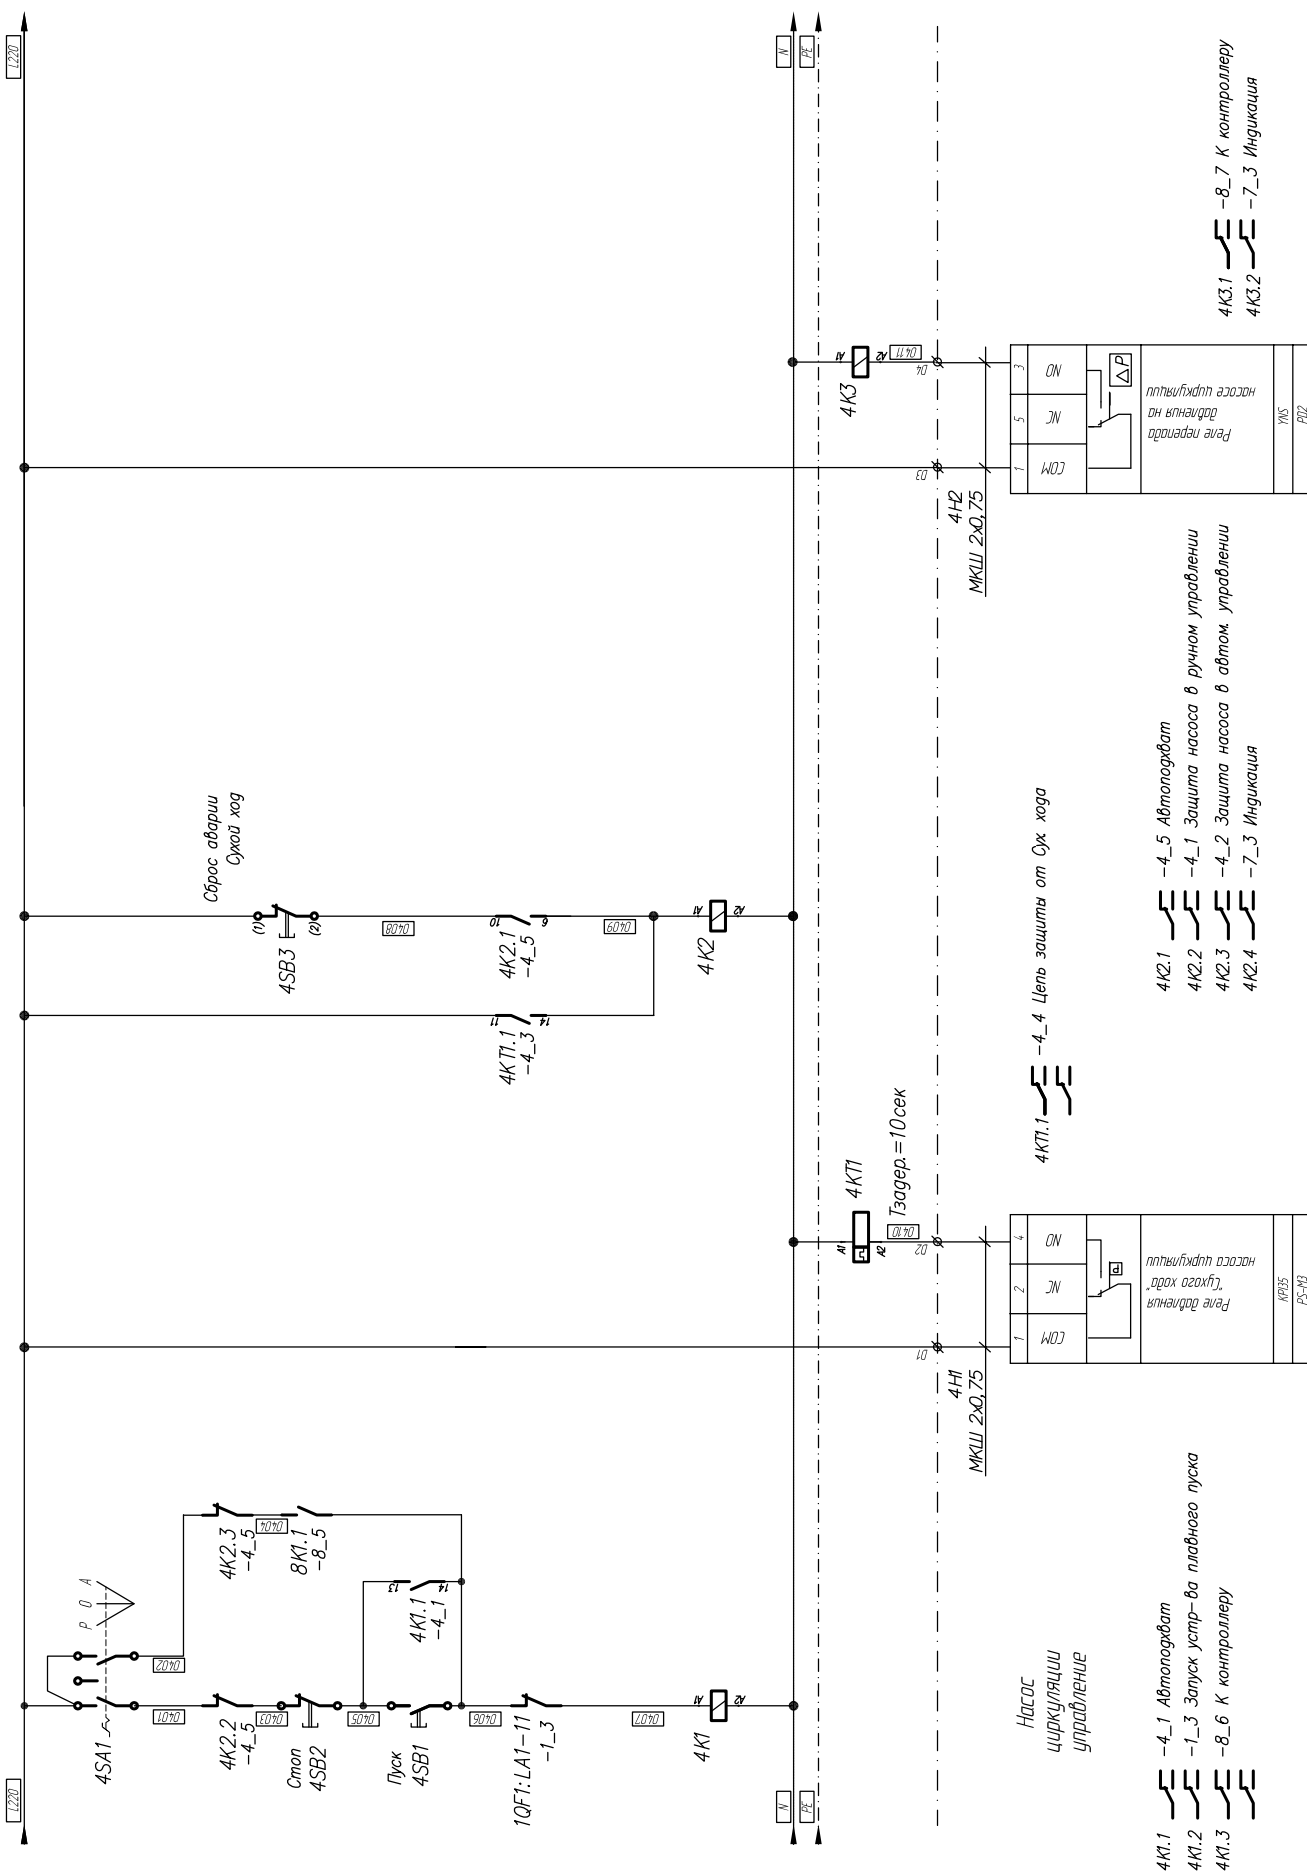 L220
L220
4SA1
Р О А
0401
0402
4K2.2
-4_5
4K2.3
-4_5
0403
0404
8K1.1
-8_5
Стоп
4SB2
0405
Пуск
4SB1
13
14
4K1.1
-4_1
0406
1QF1:LA1-11
-1_3
0407
4K1
A1
A2
4KT1.1
-4_3
11
14
Сброс аварии
Сухой ход
4SB3
(1)
(2)
0408
4K2.1
-4_5
10
6
0409
4K2
A1
A2
N
PE
N
PE
4KT1
A1
A2
Tзадер.=10сек
0410
D1
D2
4H1
МКШ 2x0,75
4K3
A1
A2
0411
D3
D4
4H2
МКШ 2x0,75
Насос
циркуляции
управление
1
2
4
COM
NC
NO
P
Реле давления
"Сухого хода"
насоса циркуляции
KPI35
PS-M3
1
5
3
COM
NC
NO
△P
Реле перепада
давления на
насосе циркуляции
YNS
PD2
4K1.1 -4_1 Автоподхват
4K1.2 -1_3 Запуск устр-ва плавного пуска
4K1.3 -8_6 К контроллеру
4KT1.1 -4_4 Цепь защиты от Сух. хода
4K2.1 -4_5 Автоподхват
4K2.2 -4_1 Защита насоса в ручном управлении
4K2.3 -4_2 Защита насоса в автом. управлении
4K2.4 -7_3 Индикация
4K3.1 -8_7 К контроллеру
4K3.2 -7_3 Индикация